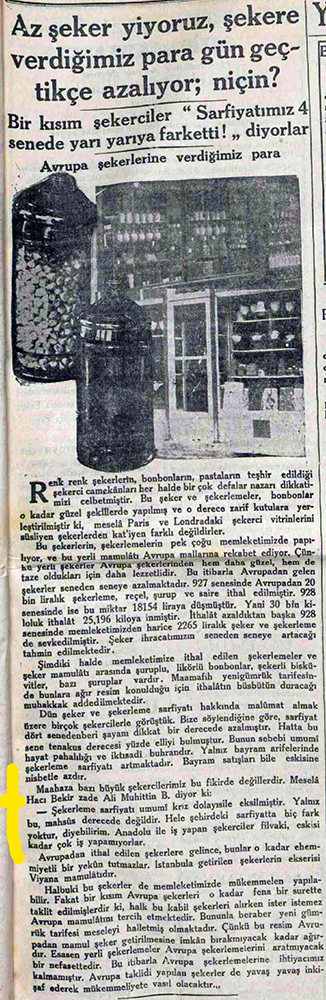 Az şeker yiyoruz, şekere
verdiğimiz para gün geç-
tikçe azalıyor; niçin?
Bir kısım şekerciler “ Sarfiyatımız 4
senede yarı yarıya farketti! „ diyorlar
Avrupa şekerlerine verdiğimiz para
Renk renk şekerlerin, bonbonların, pastaların teşhir edildiği
şekerci camekânları her halde bir çok defalar nazarı dikkati-
mizi celbetmiştir. Bu şeker ve şekerlemeler, bonbonlar
o kadar güzel şekillerde yapılmış ve o derece zarif kutulara yer-
leştirilmiştir ki, meselâ Paris ve Londradaki şekerci vitrinlerini
süsliyen şekerlerden kat'iyen farklı değildirler.
Bu şekerlerin, şekerlemelerin pek çoğu memleketimizde yapı-
lıyor, ve bu yerli mamulâtı Avrupa mallarına rekabet ediyor. Çün-
kü yerli şekerler Avrupa şekerlerinden hem daha güzel, hem de
taze oldukları için daha lezzetlidir. Bu itibarla Avrupadan gelen
şekerler seneden seneye azalmaktadır. 927 senesinde Avrupadan 20
bin liralık şekerleme, reçel, şurup ve saire ithal edilmişti. 928
senesinde ise bu miktar 18154 liraya düşmüştür. Yani 30 bin ki-
loluk ithalât 25,196 kiloya inmiştir. İthalât azaldıktan başka 928
senesinde memleketimizden harice 2265 liralık şeker ve şekerleme
de sevkedilmiştir. Şeker ihracatımızın seneden seneye artacağı
tahmin edilmektedir.
Şimdiki halde memleketimize ithal edilen şekerlemeler ve
şeker mamulâtı arasında şuruplu, likörlü bonbonlar, şekerli biskü-
vitler, bazı şuruplar vardır. Maamafih yenigümrük tarifesin-
de bunlara ağır resim konulduğu için ithalâtın büsbütün duracağı
muhakkak addedilmektedir.
Dün şeker ve şekerleme sarfiyatı hakkında malûmat almak
üzere birçok şekercilerle görüştük. Bize söylendiğine göre, sarfiyat
dört senedenberi şayanı dikkat bir derecede azalmıştır. Hatta bu
sene tenakus derecesi yüzde elliyi bulmuştur. Bunun sebebi umumî
hayat pahalılığı ve iktısadî buhrandır. Yalnız bayram arifelerinde
şekerleme sarfiyatı artmaktadır. Bayram satışları bile eskisine
nisbetle azdır.
Maahaza bazı büyük şekercilerimiz bu fikirde değillerdir. Meselâ
Hacı Bekir zade Ali Muhittin B. diyor ki:
— Şekerleme sarfiyatı umumî kriz dolayisile eksilmiştir. Yalnız
bu, mahsûs derecede değildir. Hele şehirdeki sarfiyatta biç fark
yoktur, diyebilirim. Anadolu ile iş yapan şekerciler filvaki, eskisi
kadar çok iş yapamıyorlar.
Avrupadan ithal edilen şekerlere gelince, bunlar o kadar ehem-
miyetli bir yekûn tutmazlar. İstanbula getirilen şekerlerin ekserisi
Viyana mamulâtıdır.
Halbuki bu şekerler de memleketimizde mükemmelen yapıla-
bilir. Fakat bir kısım Avrupa şekerleri o kadar fena bir surette
taklit edilmişlerdir ki, halk bu kabil şekerleri alırken ister istemez
Avrupa mamulâtını tercih etmektedir. Bununla beraber yeni güm-
rük tarifesi meseleyi halletmiş olmaktadır. Çünkü bu resim Avru-
padan mamul şeker getirilmesine imkân bırakmıyacak kadar ağır-
dır. Esasen yerli şekerlemeler Avrupa şekerlemelerini aratmıyacak
bir nefasettedir. Bu itibarla Avrupa şekerlemelerine ihtiyacımız
kalmamıştır. Avrupa taklidi yapılan şekerler de yavaş yavaş inki-
şaf ederek mükemmeliyete vasıl olacaktır.„